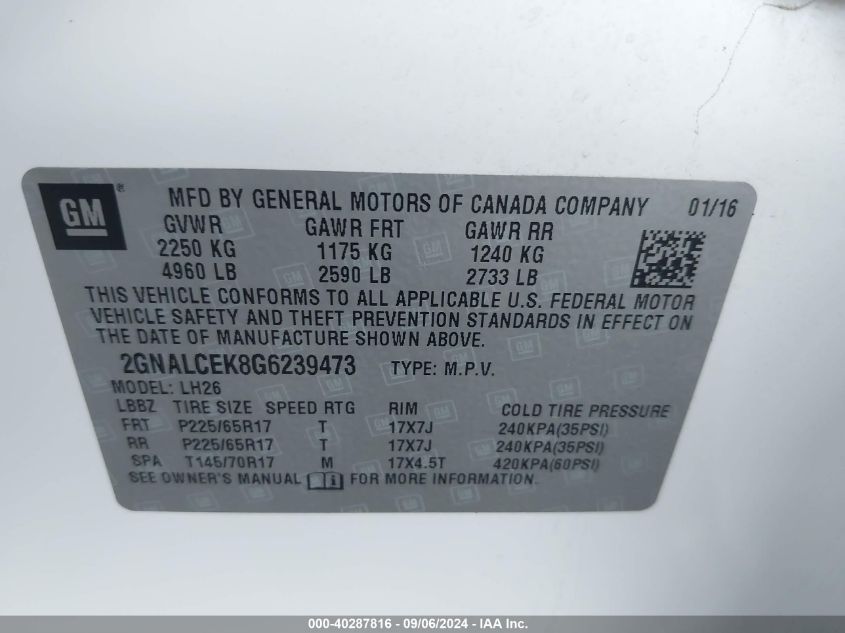 GM ® MFD BY GENERAL MOTORS OF CANADA COMPANY 01/16
GVWR GAWR FRT GAWR RR
2250 KG 1175 KG 1240 KG
4960 LB 2590 LB 2733 LB
THIS VEHICLE CONFORMS TO ALL APPLICABLE U.S. FEDERAL MOTOR
VEHICLE SAFETY AND THEFT PREVENTION STANDARDS IN EFFECT ON
THE DATE OF MANUFACTURE SHOWN ABOVE.
2GNALCEK8G6239473 TYPE: M.P.V.
MODEL: LH26
LBBZ TIRE SIZE SPEED RTG RIM COLD TIRE PRESSURE
FRT P225/65R17 T 17X7J 240KPA(35PSI)
RR P225/65R17 T 17X7J 240KPA(35PSI)
SPA T145/70R17 M 17X4.5T 420KPA(60PSI)
SEE OWNER'S MANUAL FOR MORE INFORMATION.
000-40287816 - 09/06/2024 - IAA Inc.